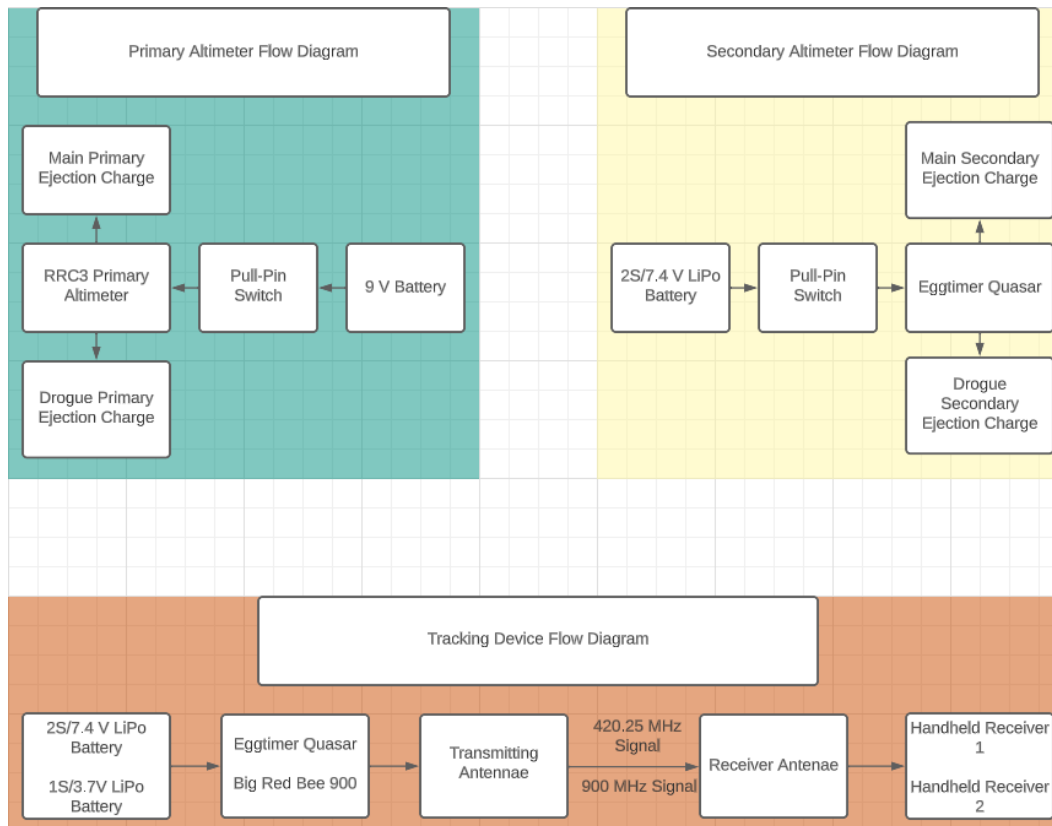 Primary Altimeter Flow Diagram
Main Primary
Ejection Charge
RRC3 Primary
Altimeter
Pull-Pin
Switch
9 V Battery
Drogue Primary
Ejection Charge
Secondary Altimeter Flow Diagram
Main Secondary
Ejection Charge
2S/7.4 V LiPo
Battery
Pull-Pin
Switch
Eggtimer Quasar
Drogue
Secondary
Ejection Charge
Tracking Device Flow Diagram
2S/7.4 V LiPo
Battery
1S/3.7V LiPo
Battery
Eggtimer Quasar
Big Red Bee 900
Transmitting
Antennae
420.25 MHz
Signal
900 MHz Signal
Receiver Antenae
Handheld Receiver
1
Handheld Receiver
2